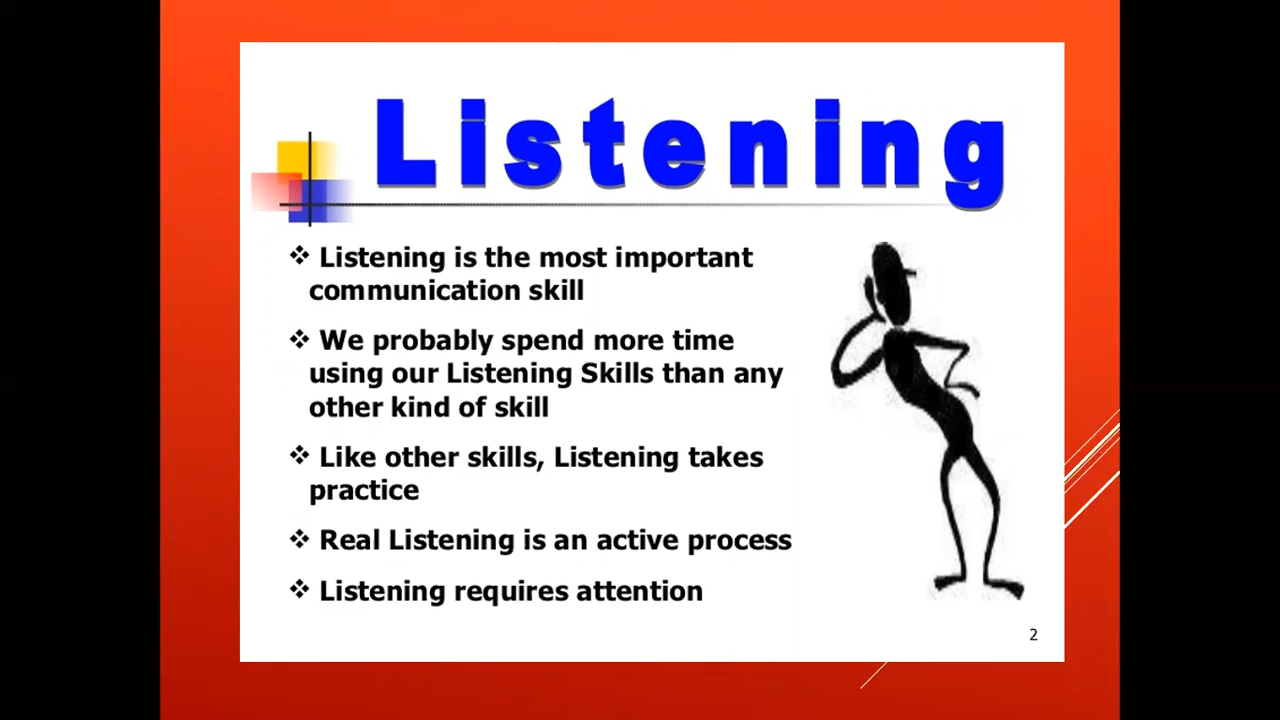 Listening
❖ Listening is the most important
communication skill
❖ We probably spend more time
using our Listening Skills than any
other kind of skill
❖ Like other skills, Listening takes
practice
❖ Real Listening is an active process
❖ Listening requires attention
2